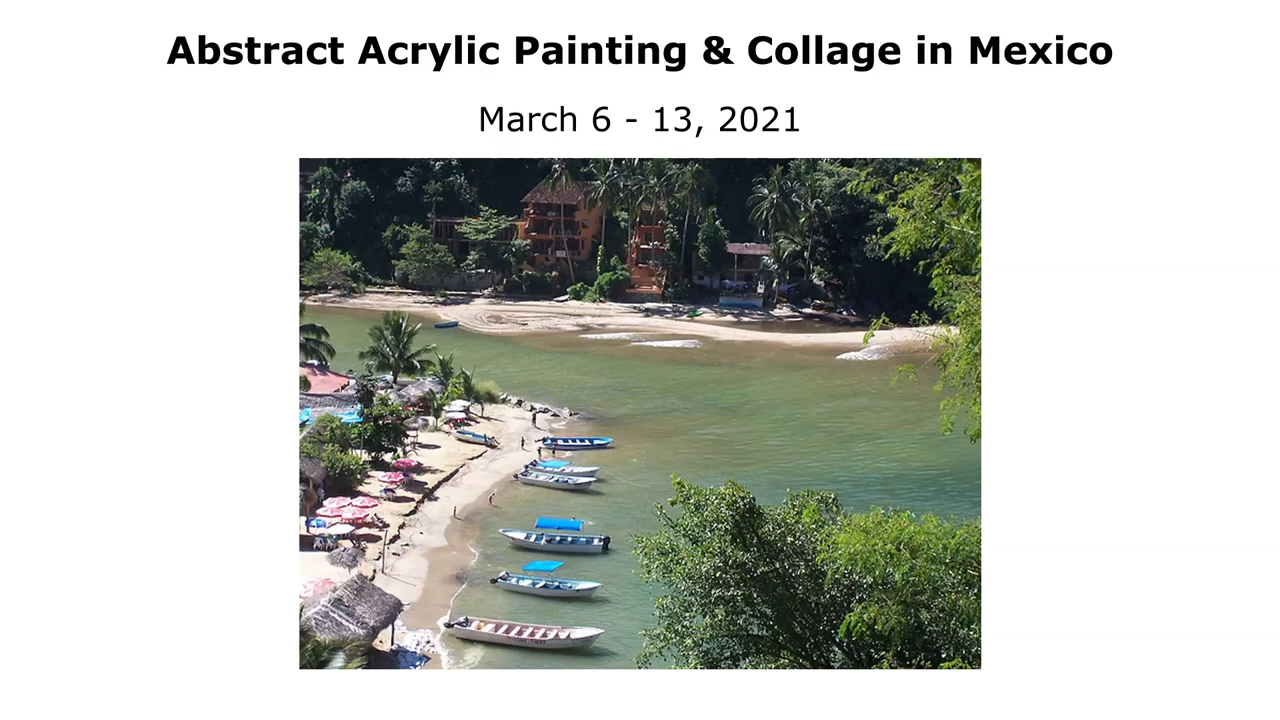 Abstract Acrylic Painting & Collage in Mexico
March 6 - 13, 2021